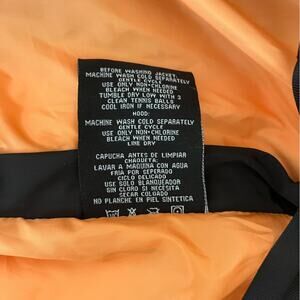 BEFORE WASHING JACKET:
MACHINE WASH COLD SEPARATELY
GENTLE CYCLE
USE ONLY NON-CHLORINE
BLEACH WHEN NEEDED
TUMBLE DRY LOW WITH 3
CLEAN TENNIS BALLS
COOL IRON IF NECESSARY
HOOD:
MACHINE WASH COLD SEPARATELY
GENTLE CYCLE
USE ONLY NON-CHLORINE
BLEACH WHEN NEEDED
LINE DRY
CAPUCHA ANTES DE LIMPIAR
CHAQUETA:
LAVAR A MAQUINA CON AGUA
FRIA POR SEPARADO
CICLO DELICADO
USE SOLO BLANQUEADOR
SIN CLORO SI NECESITA
SECAR COLGADO
NO PLANCHE EN PIEL SINTETICA